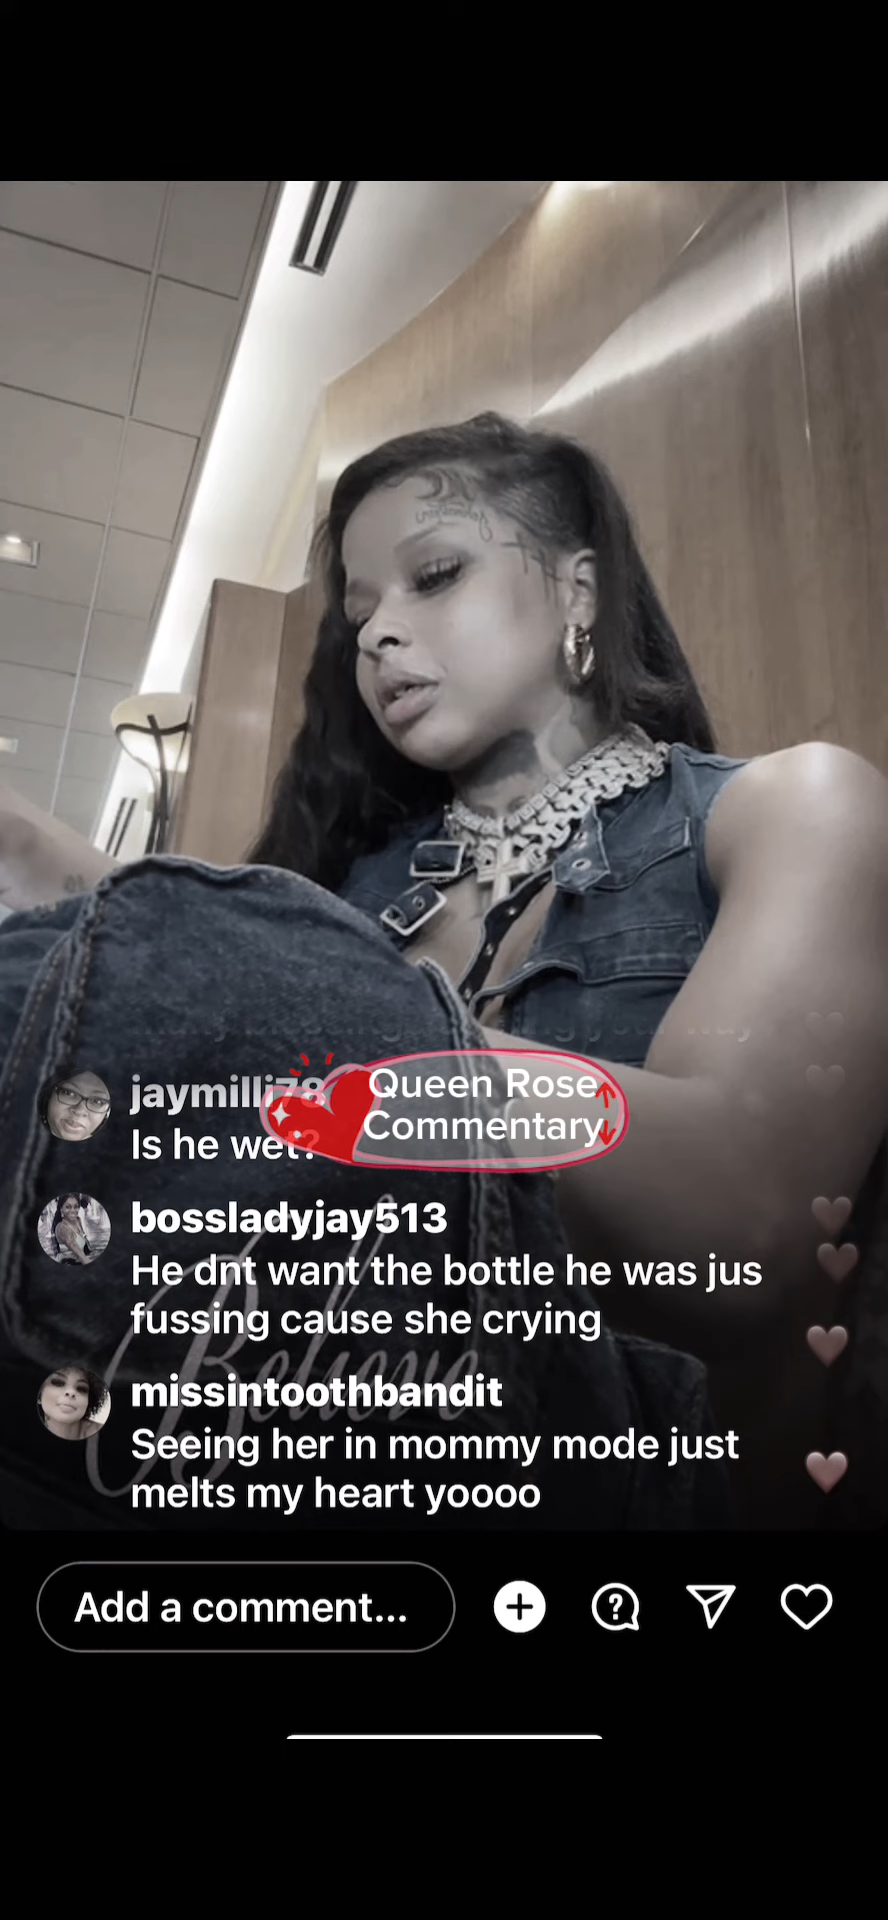 jaymilli78
Is he wet?
Queen Rose
Commentary
bossladyjay513
He dnt want the bottle he was jus
fussing cause she crying
missintoothbandit
Seeing her in mommy mode just
melts my heart yoooo
Believe
Add a comment...